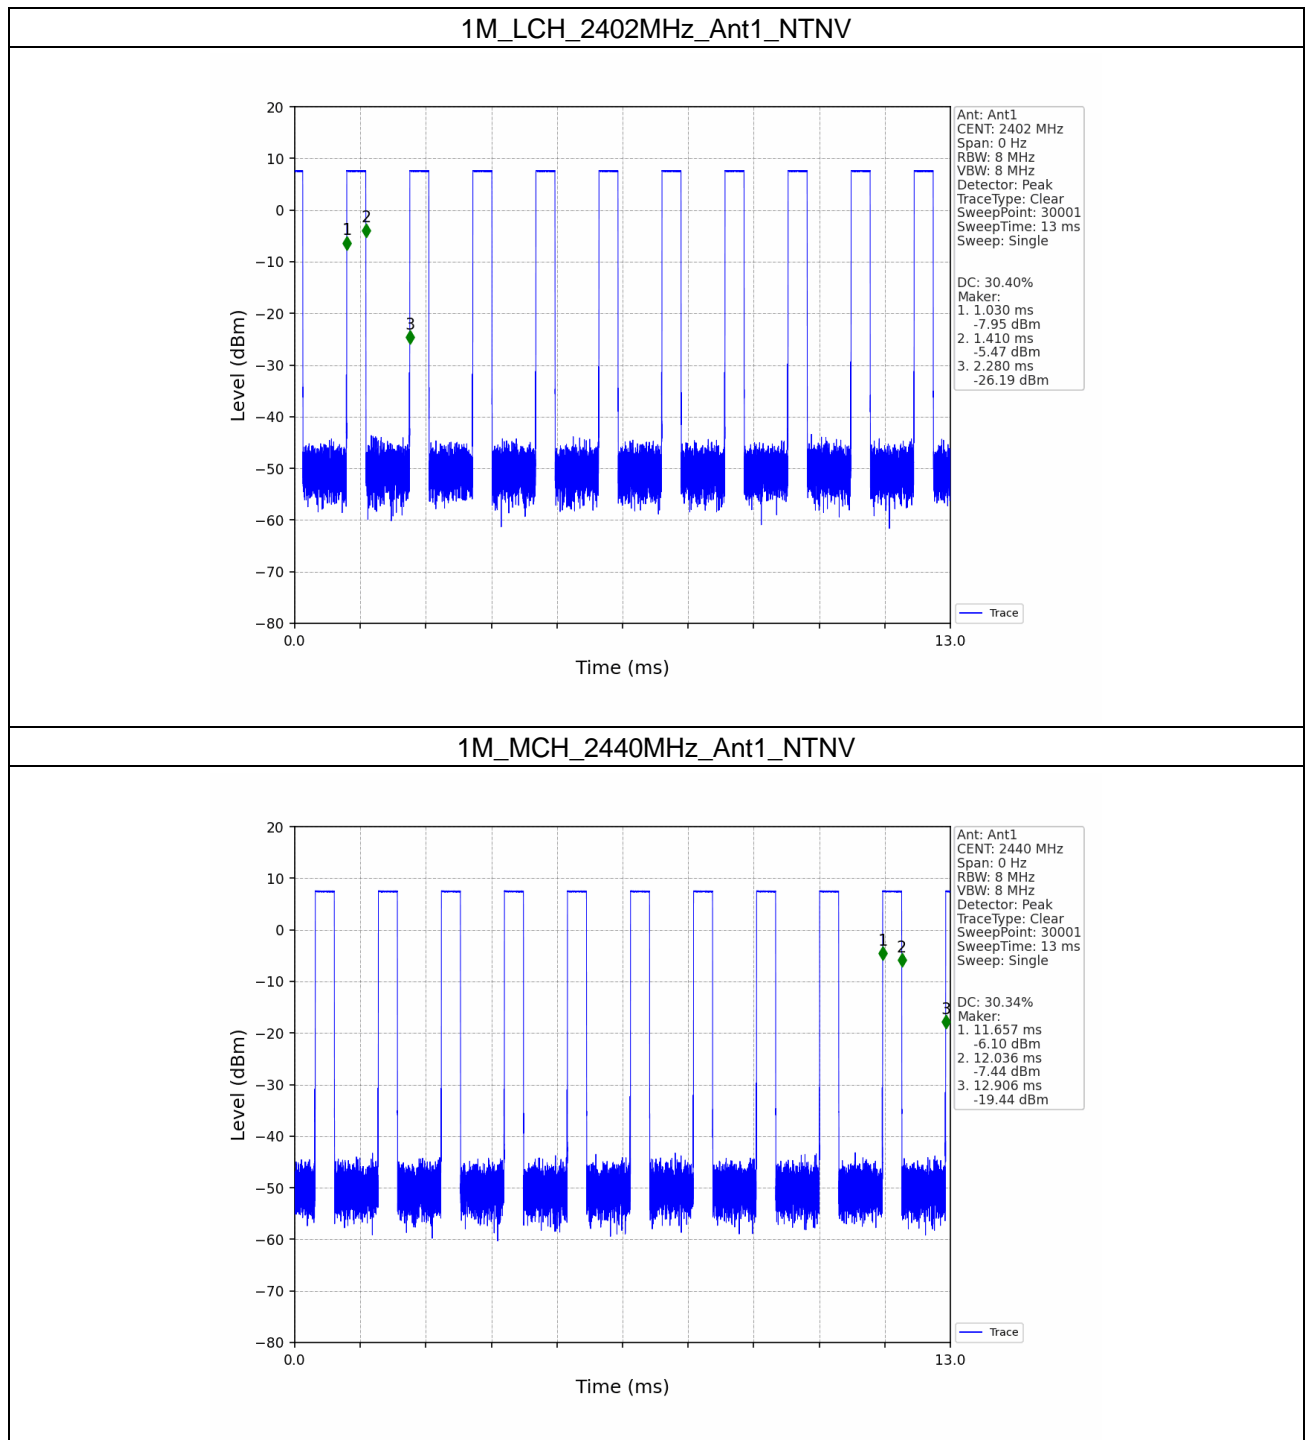 1M_LCH_2402MHz_Ant1_NTNV
20
10
0
−10
−20
−30
−40
−50
−60
−70
−80
Level (dBm)
0.0
13.0
Time (ms)
1
2
3
Ant: Ant1
CENT: 2402 MHz
Span: 0 Hz
RBW: 8 MHz
VBW: 8 MHz
Detector: Peak
TraceType: Clear
SweepPoint: 30001
SweepTime: 13 ms
Sweep: Single
DC: 30.40%
Maker:
1. 1.030 ms
-7.95 dBm
2. 1.410 ms
-5.47 dBm
3. 2.280 ms
-26.19 dBm
Trace
1M_MCH_2440MHz_Ant1_NTNV
20
10
0
−10
−20
−30
−40
−50
−60
−70
−80
Level (dBm)
0.0
13.0
Time (ms)
1
2
3
Ant: Ant1
CENT: 2440 MHz
Span: 0 Hz
RBW: 8 MHz
VBW: 8 MHz
Detector: Peak
TraceType: Clear
SweepPoint: 30001
SweepTime: 13 ms
Sweep: Single
DC: 30.34%
Maker:
1. 11.657 ms
-6.10 dBm
2. 12.036 ms
-7.44 dBm
3. 12.906 ms
-19.44 dBm
Trace